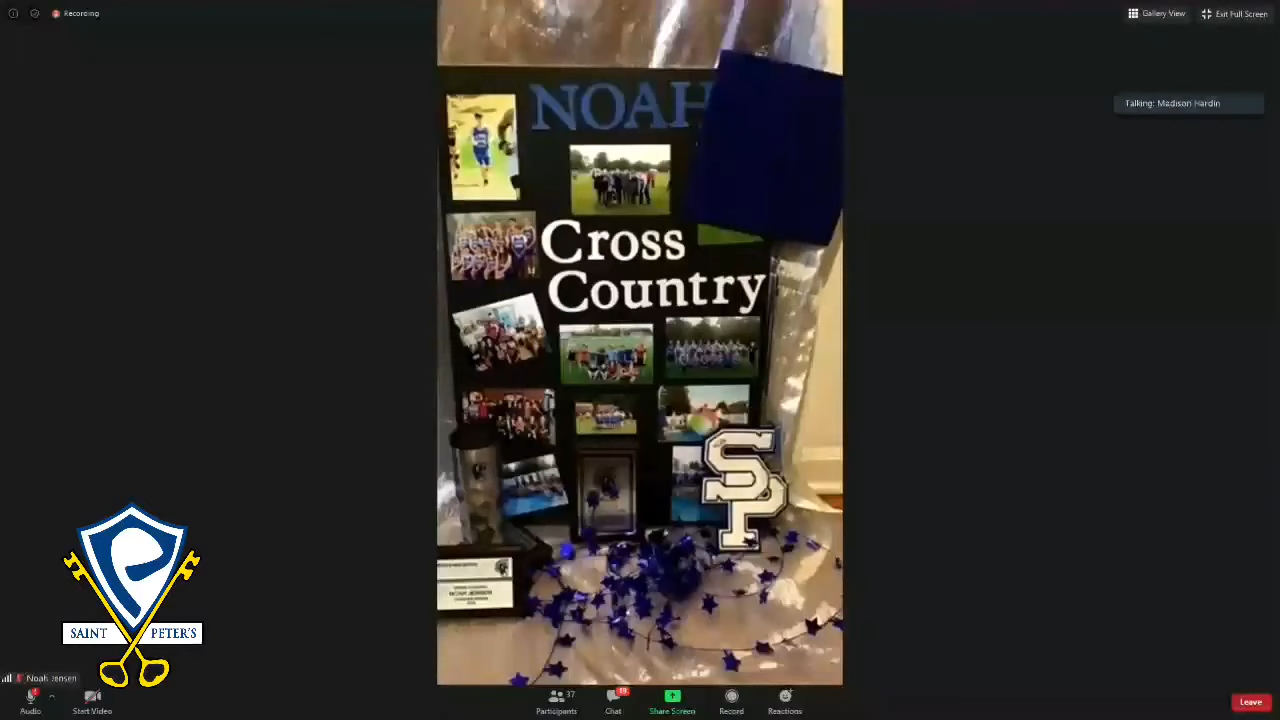 Recording
Gallery View
Exit Full Screen
Talking: Madison Hardin
NOAH
Cross
Country
SP
NOAH JENSEN
SAINT PETER'S
Noah Jensen
Audio
Start Video
Participants
37
Chat
19
Share Screen
Record
Reactions
Leave